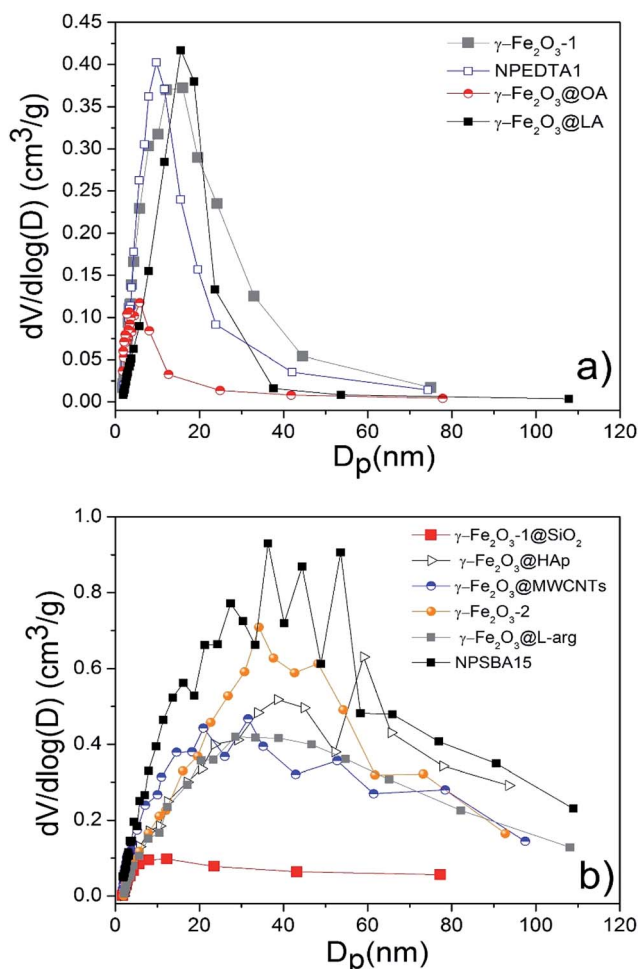 a)
γ–Fe₂O₃-1
NPEDTA1
γ–Fe₂O₃@OA
γ–Fe₂O₃@LA
dV/dlog(D) (cm³/g)
0.40
0.35
0.30
0.25
0.20
0.15
0.10
0.05
0.00
0 20 40 60 80 100 120
Dₚ(nm)
b)
γ–Fe₂O₃-1@SiO₂
γ–Fe₂O₃@HAp
γ–Fe₂O₃@MWCNTs
γ–Fe₂O₃-2
γ–Fe₂O₃@L-arg
NPSBA15
dV/dlog(D) (cm³/g)
1.0
0.8
0.6
0.4
0.2
0.0
0 20 40 60 80 100 120
Dₚ(nm)